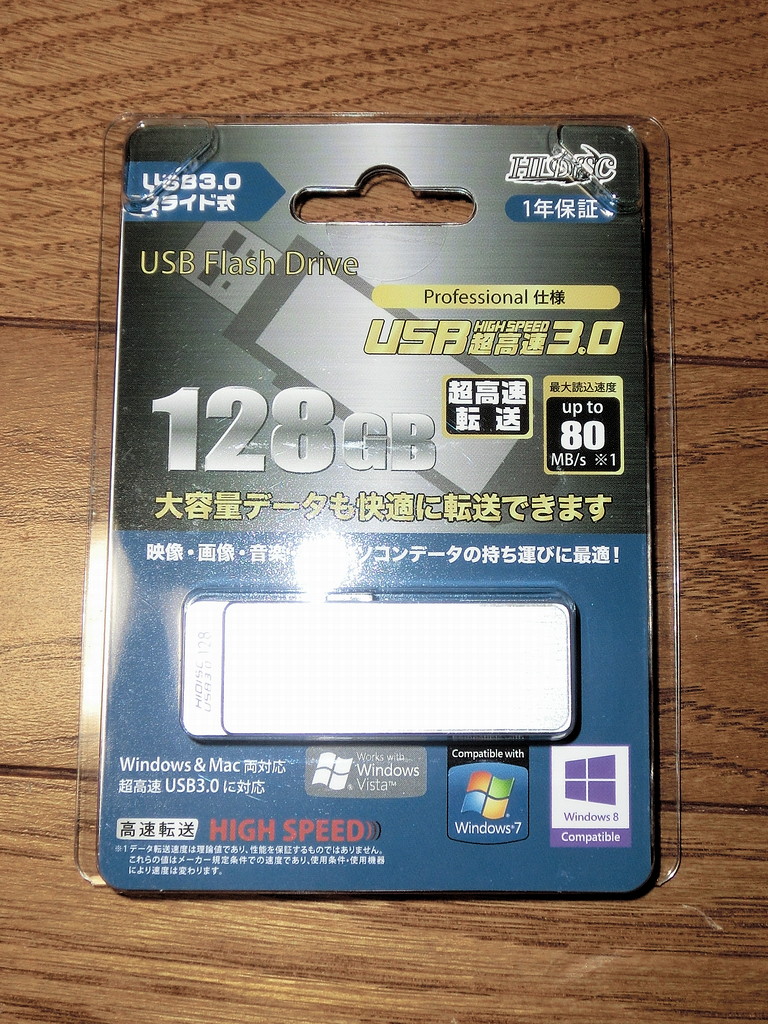 USB3.0
スライド式
HIDISC
1年保証
USB Flash Drive
Professional 仕様
USB HIGH SPEED 超高速 3.0
128GB
超高速
転送
最大読込速度
up to
80
MB/s ※1
大容量データも快適に転送できます
映像・画像・音楽・ ソコンデータの持ち運びに最適！
HIDISC
USB3.0 128
Windows & Mac 両対応
超高速 USB3.0 に対応
Works with
Windows
Vista™
Compatible with
Windows®7
Windows 8
Compatible
高速転送 HIGH SPEED
※1 データ転送速度は理論値であり、性能を保証するものではありません。
これらの値はメーカー規定条件での速度であり、使用条件・使用機器
により速度は変わります。